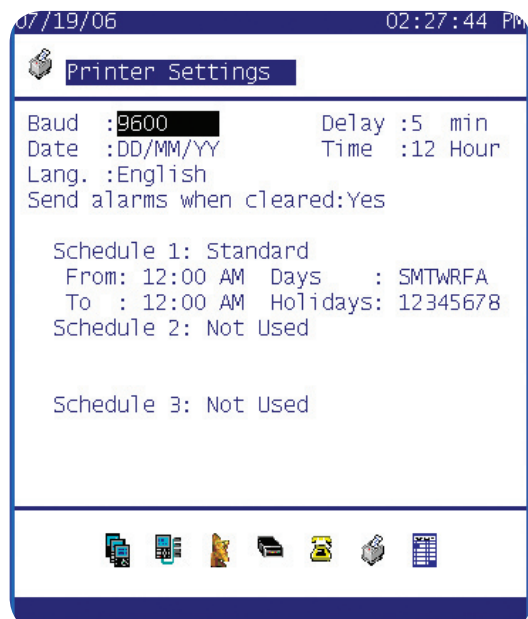 07/19/06 02:27:44 PM
Printer Settings
Baud :9600 Delay :5 min
Date :DD/MM/YY Time :12 Hour
Lang. :English
Send alarms when cleared:Yes
Schedule 1: Standard
From: 12:00 AM Days : SMTWRFA
To : 12:00 AM Holidays: 12345678
Schedule 2: Not Used
Schedule 3: Not Used